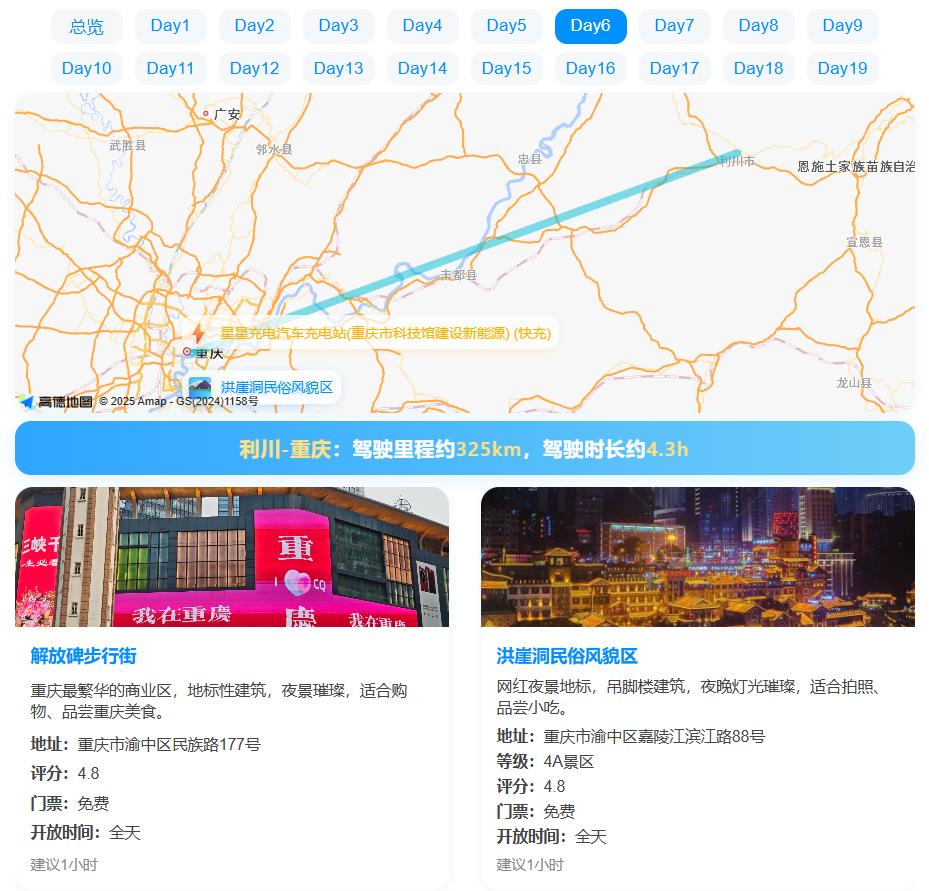 总览 Day1 Day2 Day3 Day4 Day5 Day6 Day7 Day8 Day9
Day10 Day11 Day12 Day13 Day14 Day15 Day16 Day17 Day18 Day19
广安
武胜县
邻水县
忠县
利川市
恩施土家族苗族自治
宣恩县
丰都县
星星充电汽车充电站(重庆市科技馆建设新能源) (快充)
重庆
龙山县
洪崖洞民俗风貌区
高德地图 © 2025 Amap - GS(2024)1158号
利川-重庆：驾驶里程约325km，驾驶时长约4.3h
三峡千
一生必看
重
I CQ
慶
我在重慶
我在重慶
解放碑步行街
重庆最繁华的商业区，地标性建筑，夜景璀璨，适合购
物、品尝重庆美食。
地址：重庆市渝中区民族路177号
评分：4.8
门票：免费
开放时间：全天
建议1小时
洪崖洞民俗风貌区
网红夜景地标，吊脚楼建筑，夜晚灯光璀璨，适合拍照、
品尝小吃。
地址：重庆市渝中区嘉陵江滨江路88号
等级：4A景区
评分：4.8
门票：免费
开放时间：全天
建议1小时